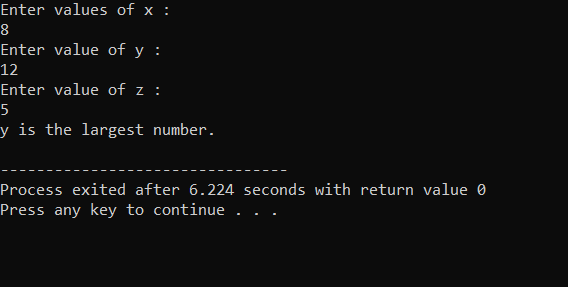 Enter values of x :
8
Enter value of y :
12
Enter value of z :
5
y is the largest number.
--------------------------------
Process exited after 6.224 seconds with return value 0
Press any key to continue . . .